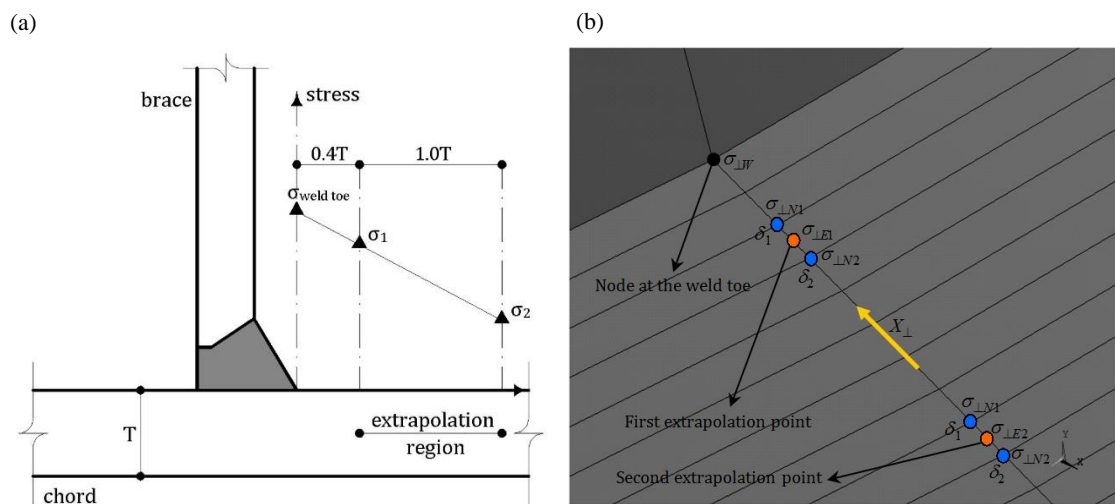 (a)
brace
stress
0.4T
1.0T
σweld toe
σ1
σ2
T
extrapolation
region
chord
(b)
σ⊥W
σ⊥N1
δ1
σ⊥E1
σ⊥N2
δ2
Node at the weld toe
X⊥
First extrapolation point
σ⊥N1
δ1
σ⊥E2
σ⊥N2
δ2
Second extrapolation point
Y
X